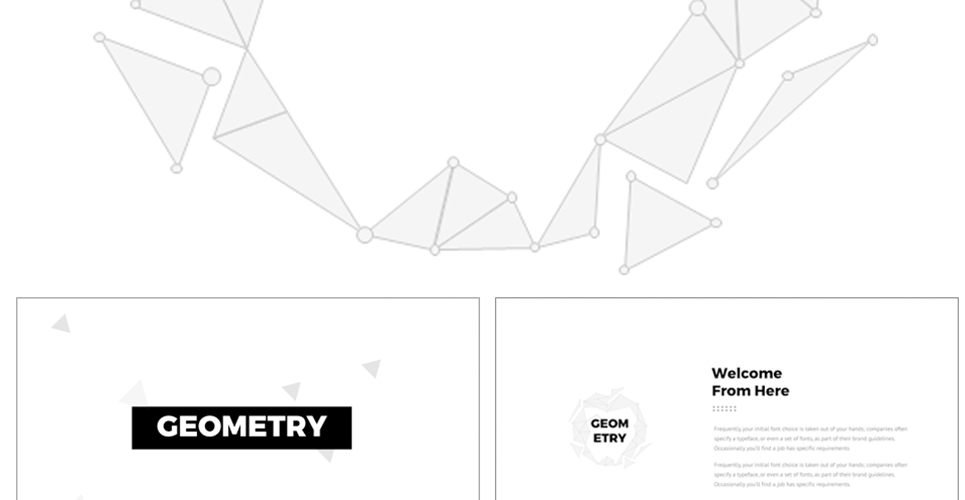 GEOMETRY
GEOM
ETRY
Welcome
From Here
Frequently, your initial font choice is taken out of your hands; companies often
specify a typeface, or even a set of fonts, as part of their brand guidelines.
Occasionally you'll find a job has specific requirements
Frequently, your initial font choice is taken out of your hands; companies often
specify a typeface, or even a set of fonts, as part of their brand guidelines.
Occasionally you'll find a job has specific requirements.